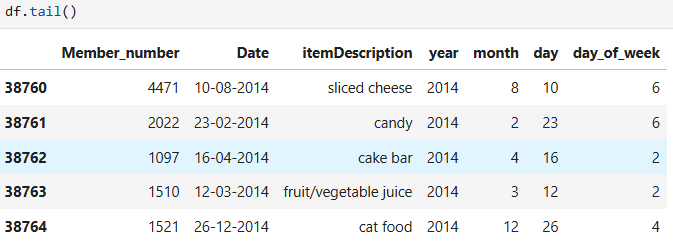 df.tail()
Member_number Date itemDescription year month day day_of_week
38760 4471 10-08-2014 sliced cheese 2014 8 10 6
38761 2022 23-02-2014 candy 2014 2 23 6
38762 1097 16-04-2014 cake bar 2014 4 16 2
38763 1510 12-03-2014 fruit/vegetable juice 2014 3 12 2
38764 1521 26-12-2014 cat food 2014 12 26 4